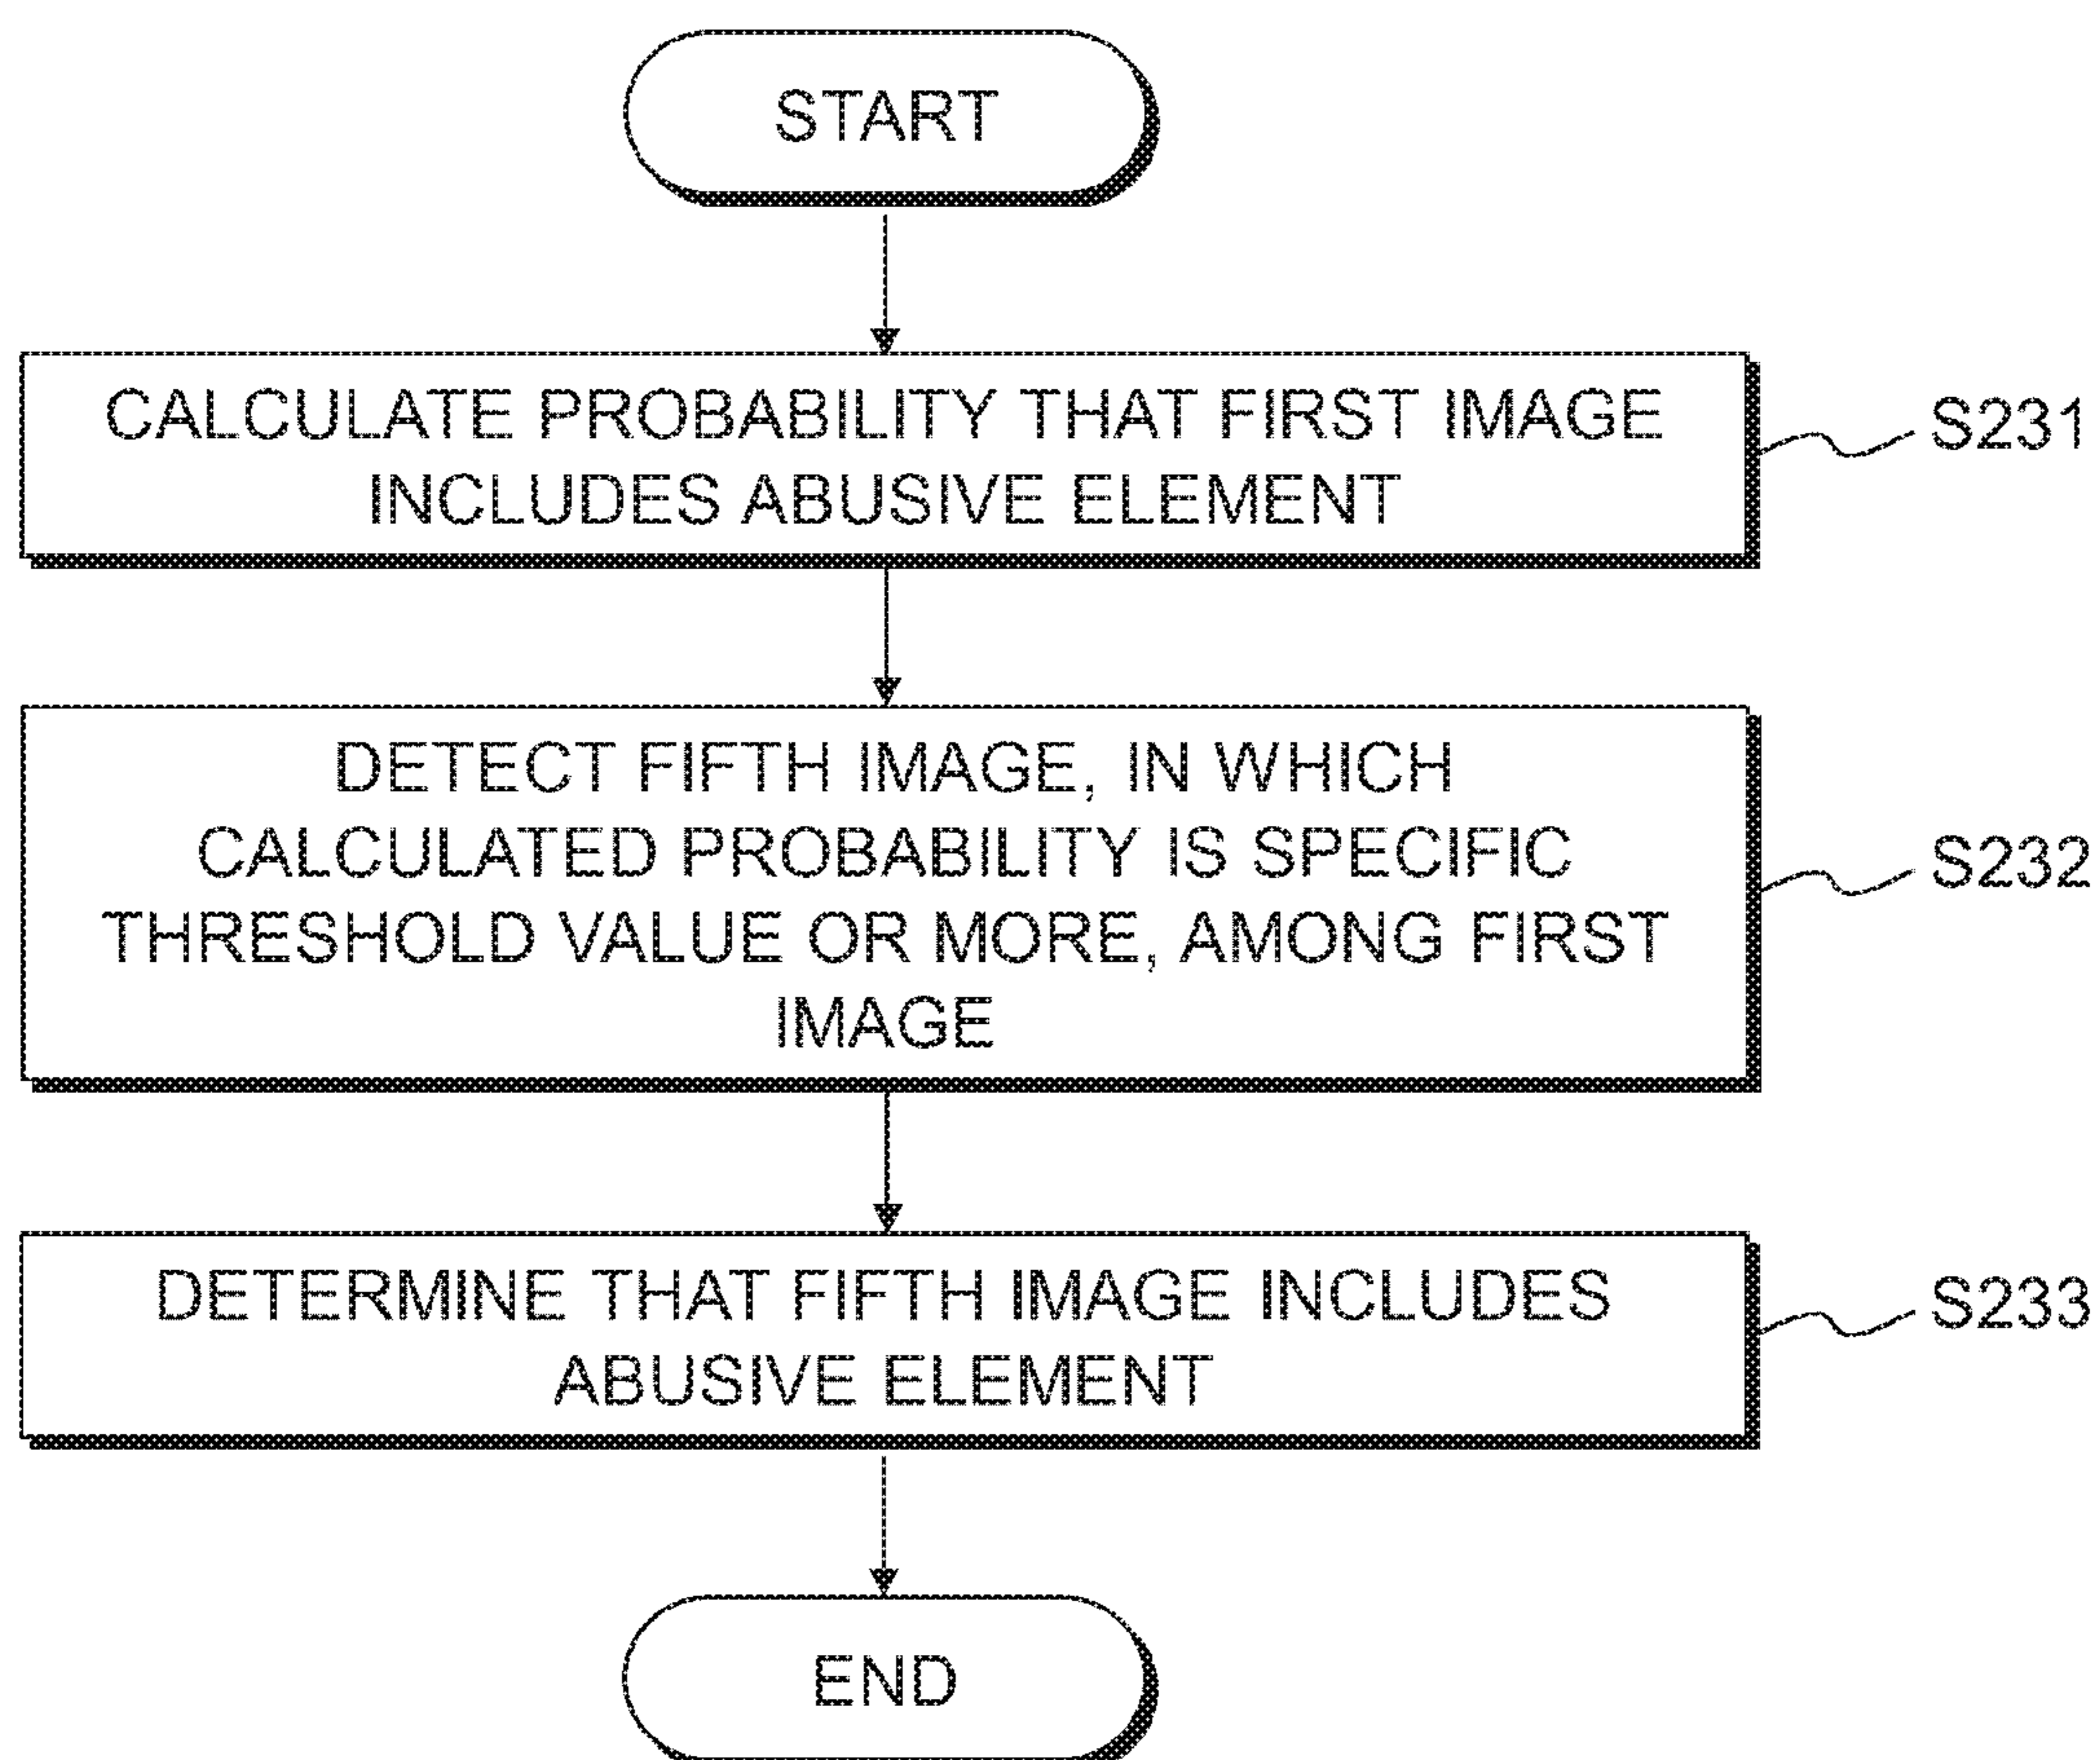 START
CALCULATE PROBABILITY THAT FIRST IMAGE
INCLUDES ABUSIVE ELEMENT
S231
DETECT FIFTH IMAGE, IN WHICH
CALCULATED PROBABILITY IS SPECIFIC
THRESHOLD VALUE OR MORE, AMONG FIRST
IMAGE
S232
DETERMINE THAT FIFTH IMAGE INCLUDES
ABUSIVE ELEMENT
S233
END